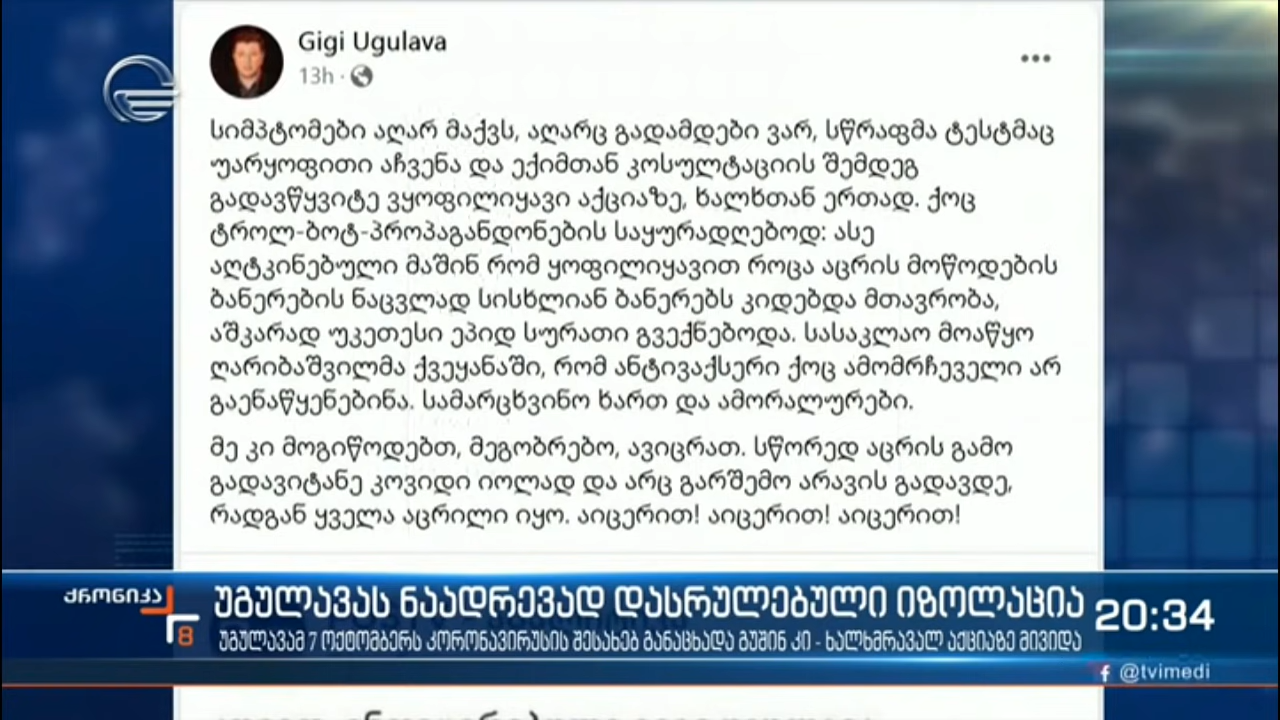 Gigi Ugulava
13h ·
სიმპტომები აღარ მაქვს, აღარც გადამდები ვარ, სწრაფმა ტესტმაც
უარყოფითი აჩვენა და ექიმთან კოსულტაციის შემდეგ
გადავწყვიტე ვყოფილიყავი აქციაზე, ხალხთან ერთად. ქოც
ტროლ-ბოტ-პროპაგანდონების საყურადღებოდ: ასე
აღტკინებული მაშინ რომ ყოფილიყავით როცა აცრის მოწოდების
ბანერების ნაცვლად სისხლიან ბანერებს კიდებდა მთავრობა,
აშკარად უკეთესი ეპიდ სურათი გვექნებოდა. სასაკლაო მოაწყო
ღარიბაშვილმა ქვეყანაში, რომ ანტივაქსერი ქოც ამომრჩეველი არ
გაენაწყენებინა. სამარცხვინო ხართ და ამორალურები.
მე კი მოგიწოდებთ, მეგობრებო, ავიცრათ. სწორედ აცრის გამო
გადავიტანე კოვიდი იოლად და არც გარშემო არავის გადავდე,
რადგან ყველა აცრილი იყო. აიცერით! აიცერით! აიცერით!
ქრონიკა 8
უგულავას ნაადრევად დასრულებული იზოლაცია
20:34
უგულავამ 7 ოქტომბერს კორონავირუსის შესახებ განაცხადა გუშინ კი - ხალხმრავალ აქციაზე მივიდა
@tvimedi